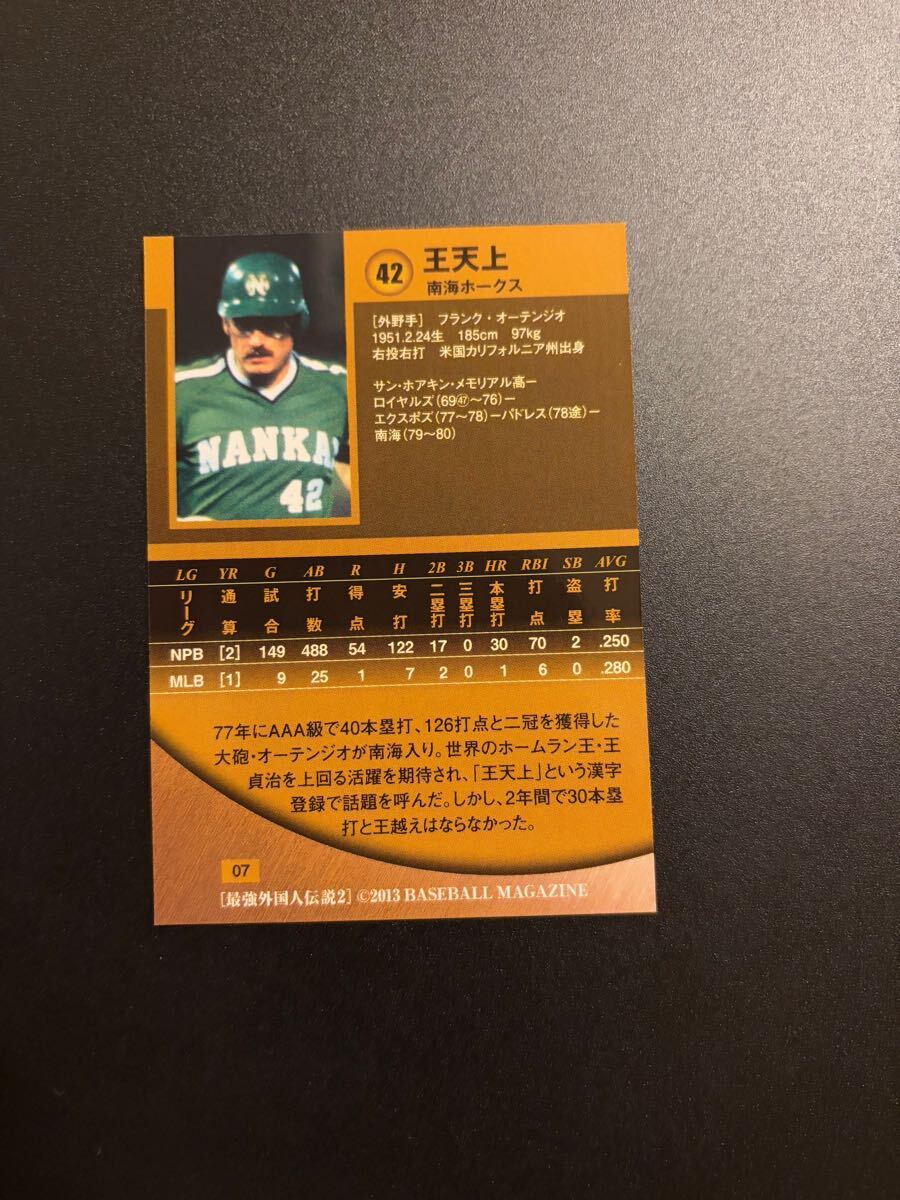 42 王天上
南海ホークス
[外野手] フランク・オーテンジオ
1951.2.24生 185cm 97kg
右投右打 米国カリフォルニア州出身
サン・ホアキン・メモリアル高ー
ロイヤルズ(69㊼〜76)ー
エクスポズ(77〜78)ーパドレス(78途)ー
南海(79〜80)
N
NANKA
42
LG YR G AB R H 2B 3B HR RBI SB AVG
リーグ 通算 試合 打数 得点 安打 二塁打 三塁打 本塁打 打点 盗塁 打率
NPB [2] 149 488 54 122 17 0 30 70 2 .250
MLB [1] 9 25 1 7 2 0 1 6 0 .280
77年にAAA級で40本塁打、126打点と二冠を獲得した
大砲・オーテンジオが南海入り。世界のホームラン王・王
貞治を上回る活躍を期待され、「王天上」という漢字
登録で話題を呼んだ。しかし、2年間で30本塁
打と王越えはならなかった。
07
[最強外国人伝説2] ©2013 BASEBALL MAGAZINE